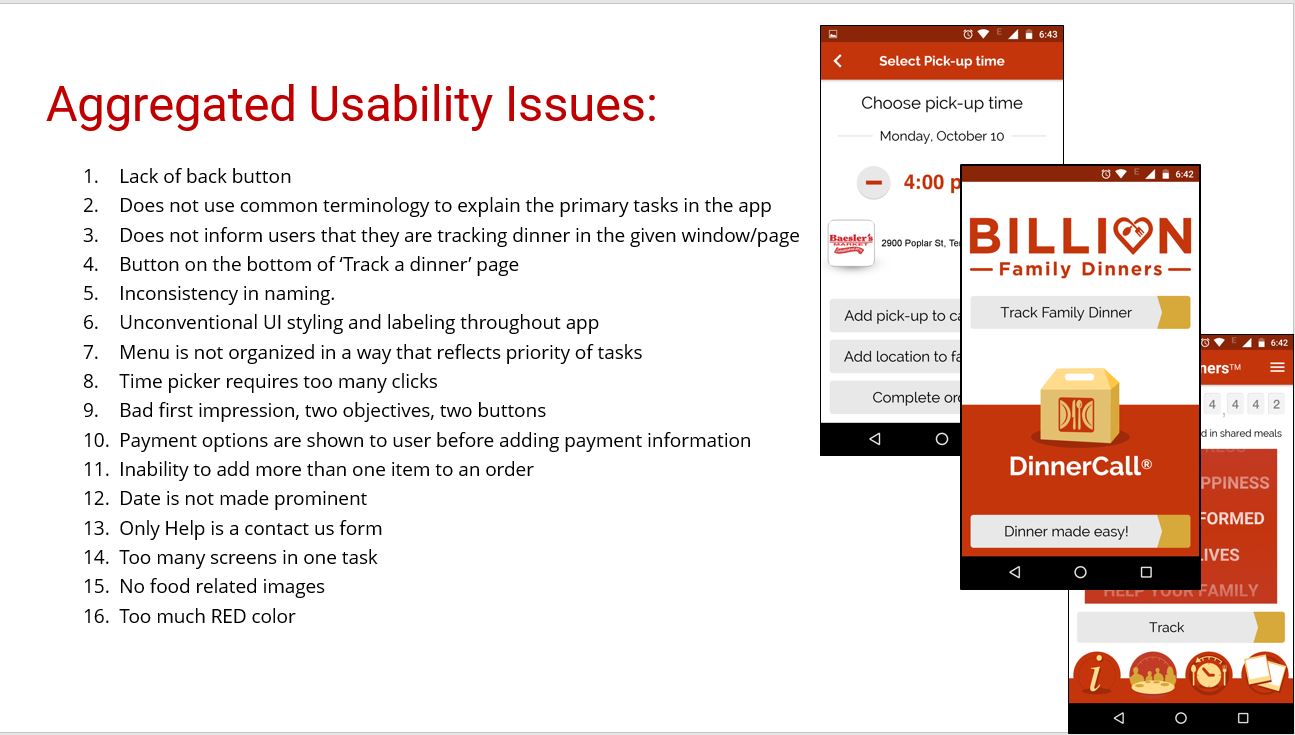 Aggregated Usability Issues:
1. Lack of back button
2. Does not use common terminology to explain the primary tasks in the app
3. Does not inform users that they are tracking dinner in the given window/page
4. Button on the bottom of ‘Track a dinner’ page
5. Inconsistency in naming.
6. Unconventional UI styling and labeling throughout app
7. Menu is not organized in a way that reflects priority of tasks
8. Time picker requires too many clicks
9. Bad first impression, two objectives, two buttons
10. Payment options are shown to user before adding payment information
11. Inability to add more than one item to an order
12. Date is not made prominent
13. Only Help is a contact us form
14. Too many screens in one task
15. No food related images
16. Too much RED color
E 6:43
Select Pick-up time
Choose pick-up time
Monday, October 10
4:00 p
Baesler's
MARKET
2900 Poplar St, Ter
Add pick-up to ca
Add location to fa
Complete ord
E 6:42
BILLION
Family Dinners
Track Family Dinner
DinnerCall®
Dinner made easy!
E 6:42
ners™
4,442
d in shared meals
PPINESS
FORMED
LIVES
HELP YOUR FAMILY
Track
i